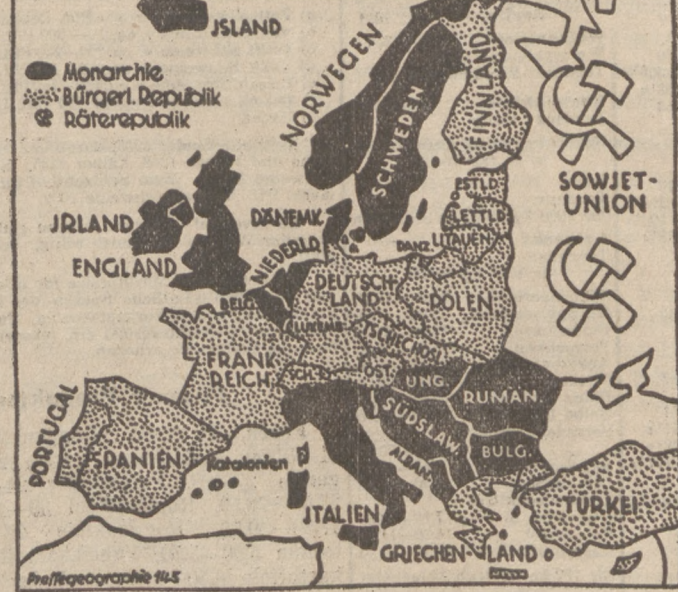 JSLAND
Monarchie
Bürgerl. Republik
Räterepublik
NORWEGEN
SCHWEDEN
FINNLAND
SOWJET-
UNION
ESTLD.
LETTLD.
LITAUEN
DANZ.
JRLAND
ENGLAND
DÄNEMK.
NIEDERLD.
BELG.
DEUTSCH-
LAND
POLEN
LUXEMB.
TSCHECHOSL.
FRANK
REICH
SCHZ.
OST.
UNG.
RUMÄN.
SÜDSLAW.
BULG.
ALBAN.
PORTUGAL
SPANIEN
Katalonien
JTALIEN
GRIECHEN-LAND
TÜRKEI
Pressegeographie 145